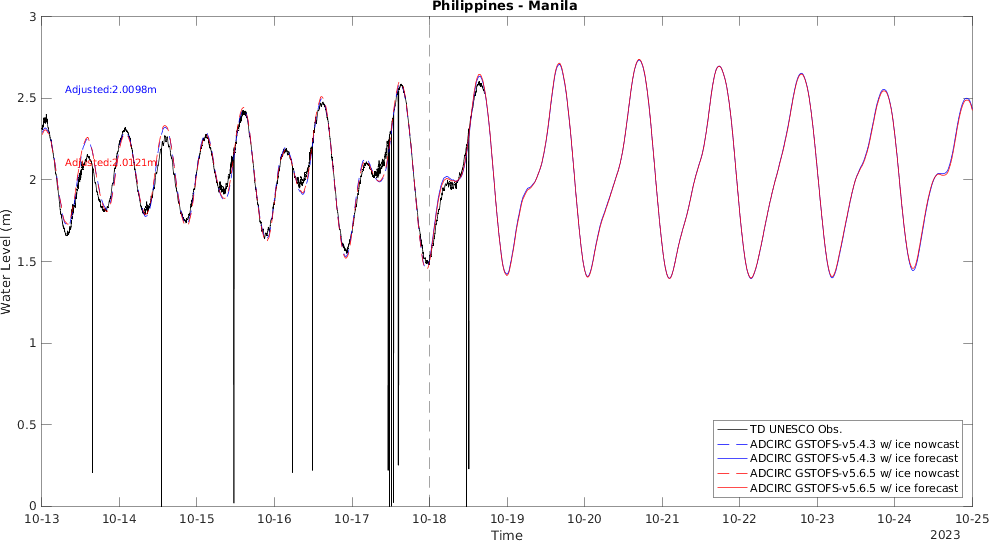 Philippines - Manila
3
2.5
2
1.5
1
0.5
0
Water Level (m)
Adjusted:2.0098m
Adjusted:2.0121m
TD UNESCO Obs.
ADCIRC GSTOFS-v5.4.3 w/ ice nowcast
ADCIRC GSTOFS-v5.4.3 w/ ice forecast
ADCIRC GSTOFS-v5.6.5 w/ ice nowcast
ADCIRC GSTOFS-v5.6.5 w/ ice forecast
10-13 10-14 10-15 10-16 10-17 10-18 10-19 10-20 10-21 10-22 10-23 10-24 10-25
Time
2023